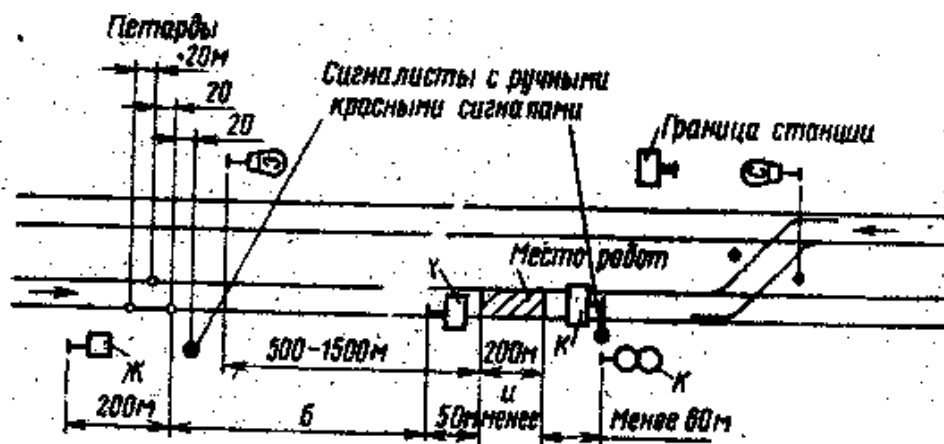 Петарды
20м
20
20
Сигналисты с ручными
красными сигналами
Граница станции
З
С
Место работ
У
К
Ж
К
500-1500м
200м
и
менее
200м
Б
50м
менее 60м